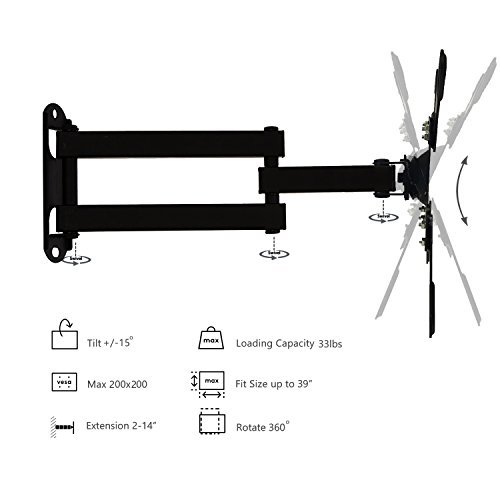 Swivel
Swivel
Swivel
Tilt +/-15°
max
Loading Capacity 33lbs
vesa
Max 200x200
max
Fit Size up to 39”
Extension 2-14”
Rotate 360°